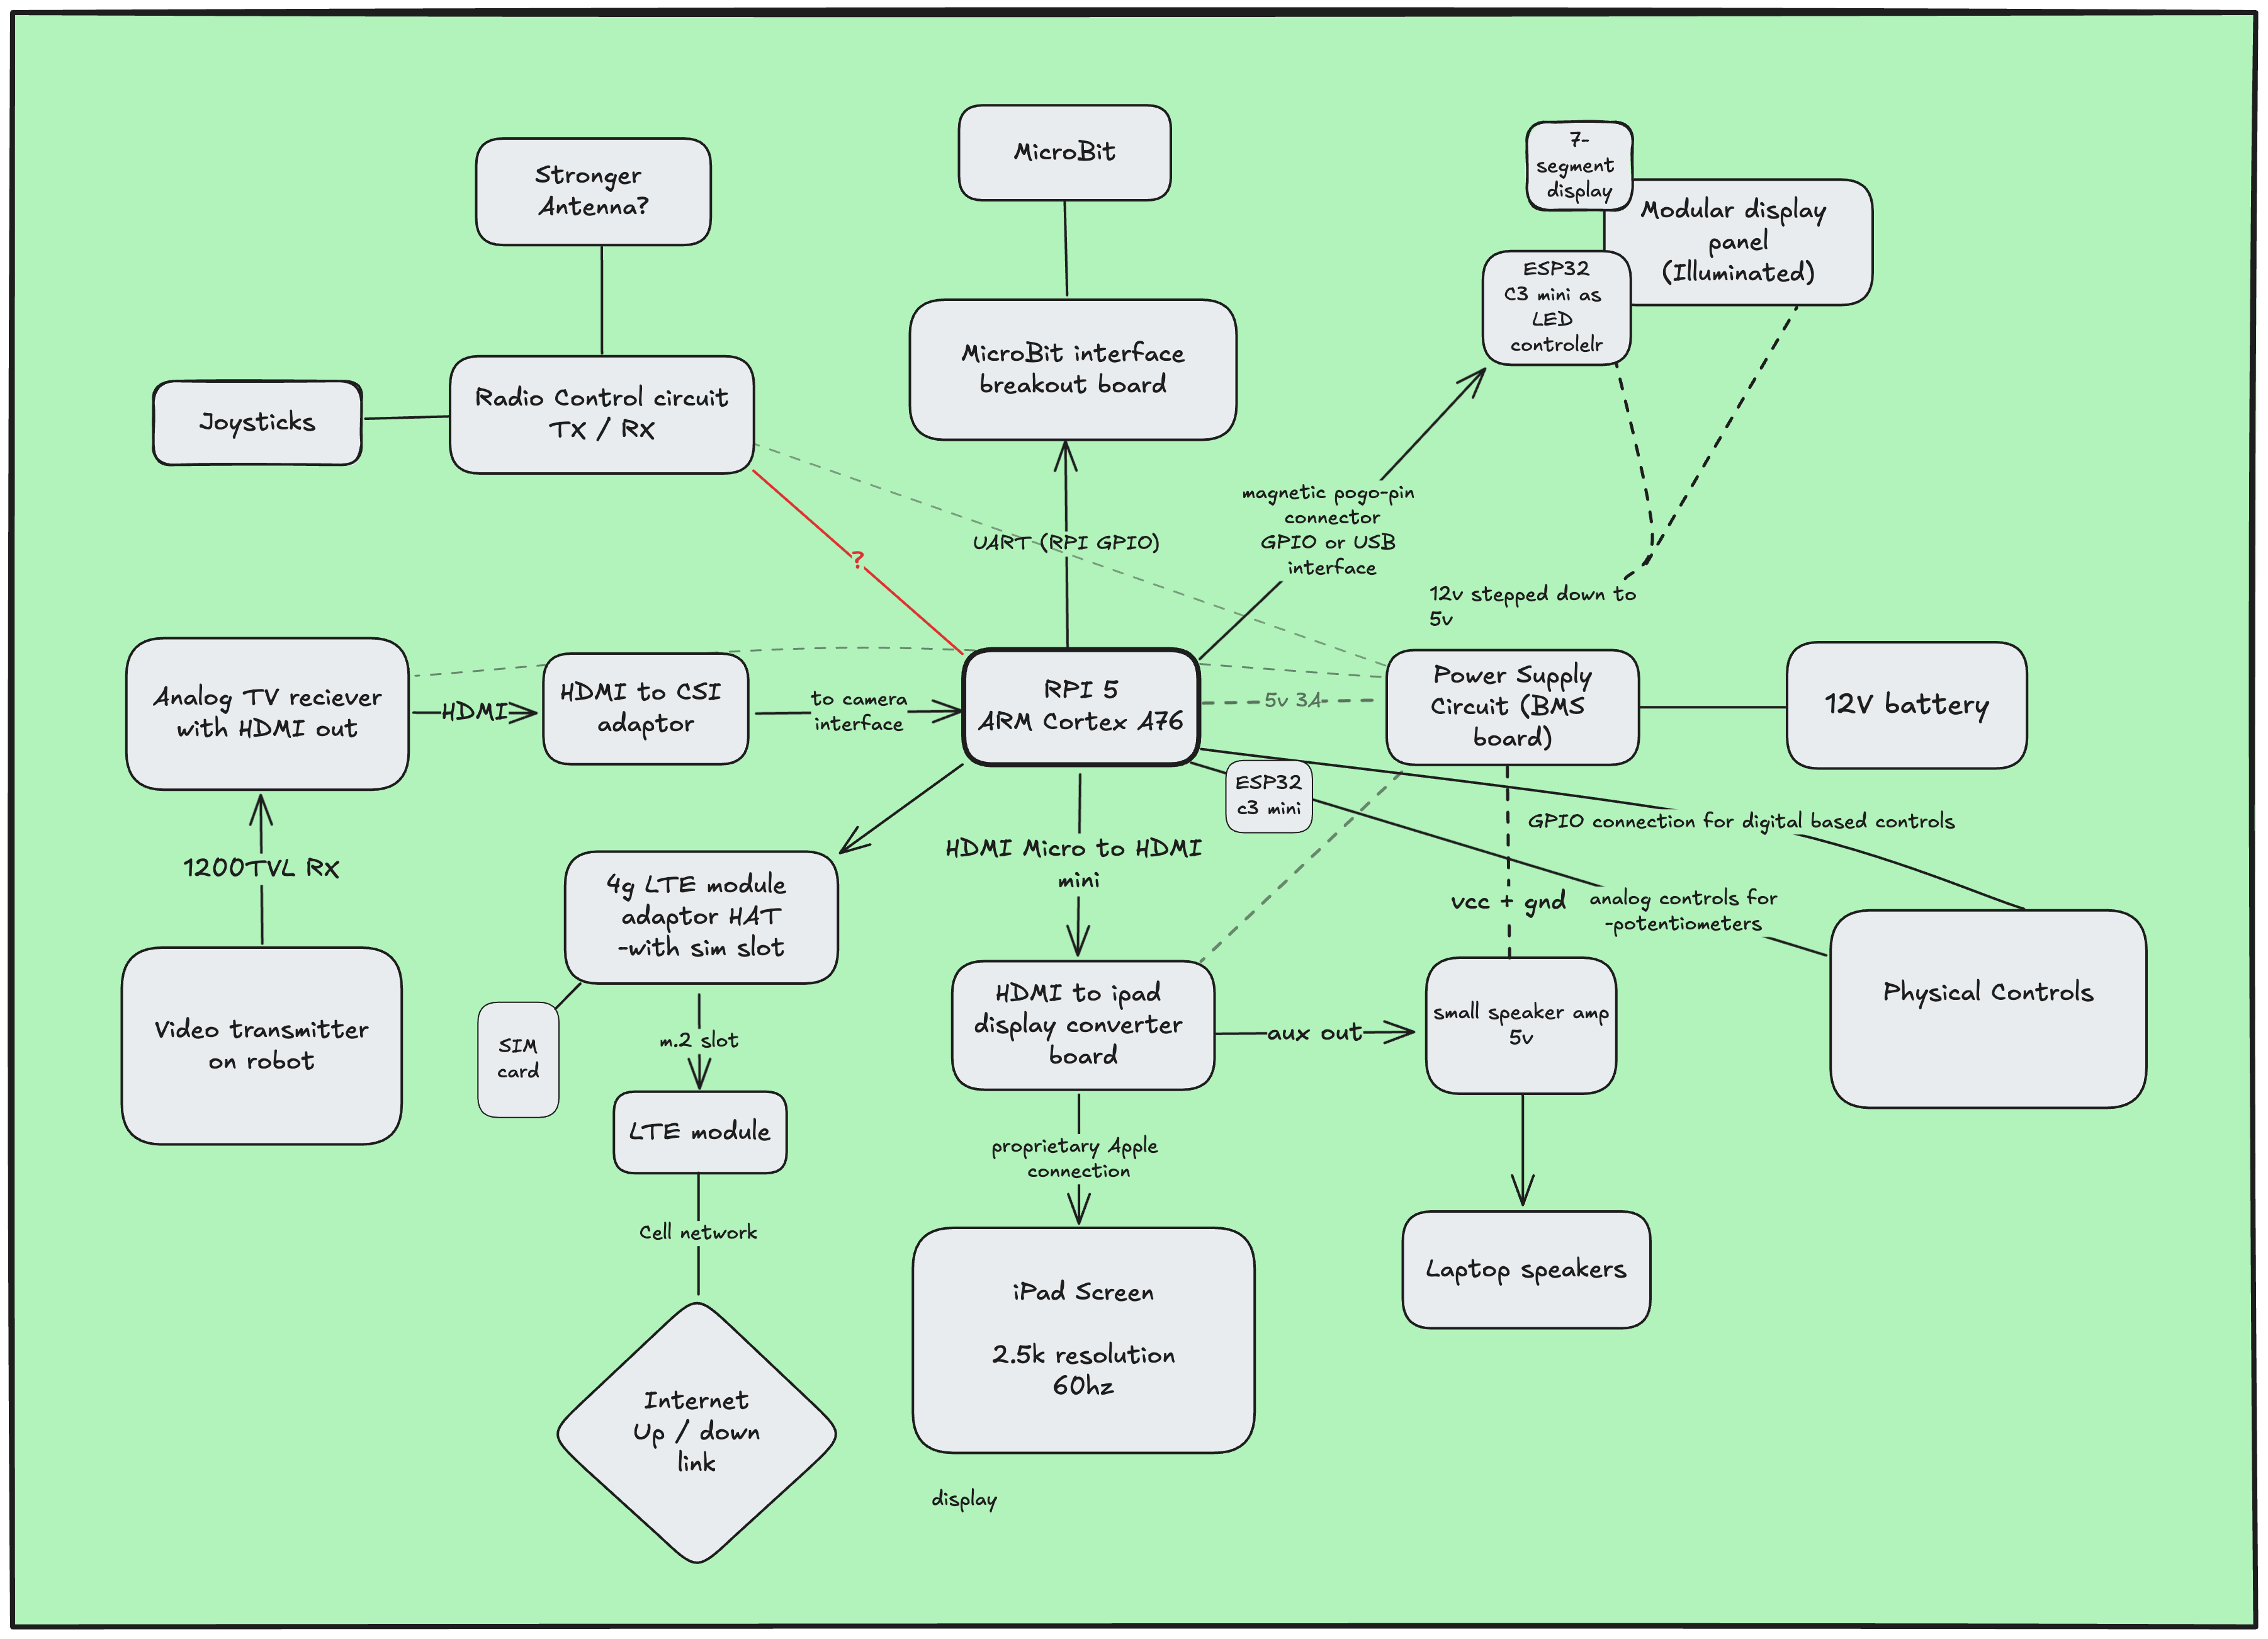 Stronger
Antenna?
MicroBit
7-
segment
display
Modular display
panel
(Illuminated)
ESP32
C3 mini as
LED
controlelr
Joysticks
Radio Control circuit
TX / RX
MicroBit interface
breakout board
magnetic pogo-pin
connector
GPIO or USB
interface
UART (RPI GPIO)
?
12v stepped down to
5v
Analog TV reciever
with HDMI out
HDMI
HDMI to CSI
adaptor
to camera
interface
RPI 5
ARM Cortex A76
5v 3A
Power Supply
Circuit (BMS
board)
12V battery
ESP32
c3 mini
GPIO connection for digital based controls
1200TVL Rx
HDMI Micro to HDMI
mini
4g LTE module
adaptor HAT
-with sim slot
vcc + gnd
analog controls for
-potentiometers
Video transmitter
on robot
SIM
card
m.2 slot
HDMI to ipad
display converter
board
aux out
small speaker amp
5v
Physical Controls
LTE module
proprietary Apple
connection
Cell network
iPad Screen
2.5k resolution
60hz
Laptop speakers
Internet
Up / down
link
display